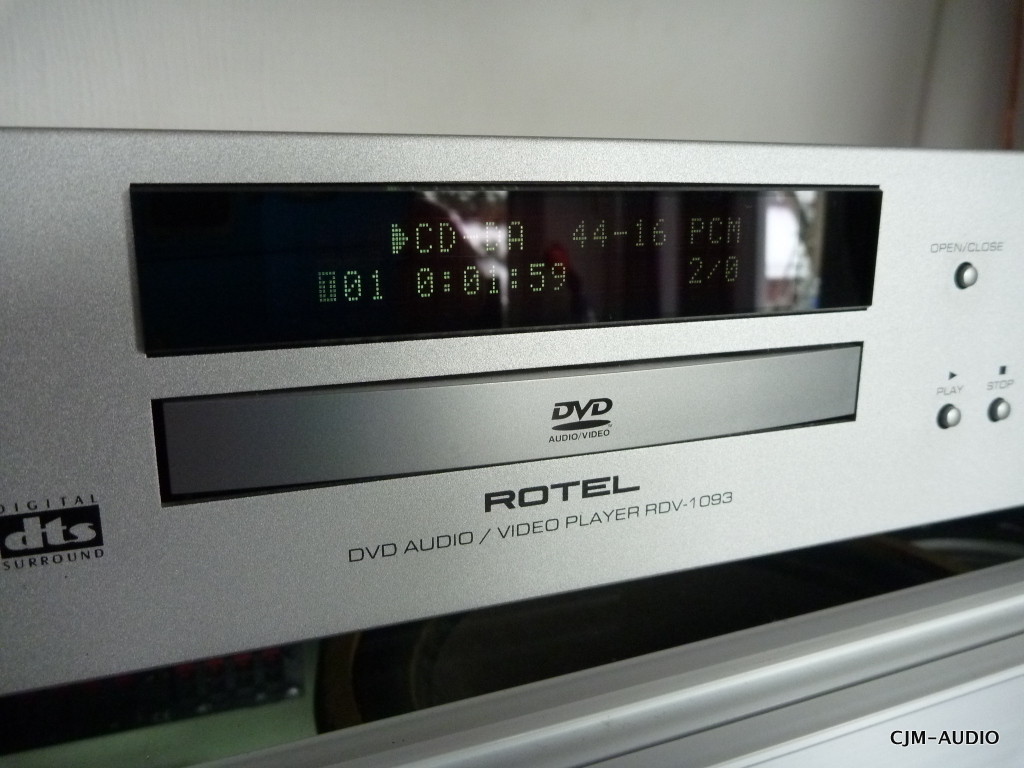 ▶CD-DA 44-16 PCM
T01 0:01:59 2/0
OPEN/CLOSE
PLAY
STOP
DVD
AUDIO/VIDEO
ROTEL
DVD AUDIO / VIDEO PLAYER RDV-1093
DIGITAL
dts
SURROUND
CJM-AUDIO